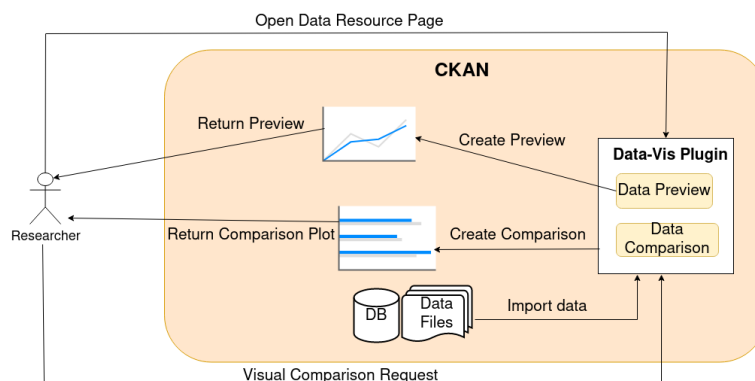 Open Data Resource Page
CKAN
Return Preview
Create Preview
Data-Vis Plugin
Data Preview
Researcher
Return Comparison Plot
Create Comparison
Data
Comparison
DB
Data
Files
Import data
Visual Comparison Request